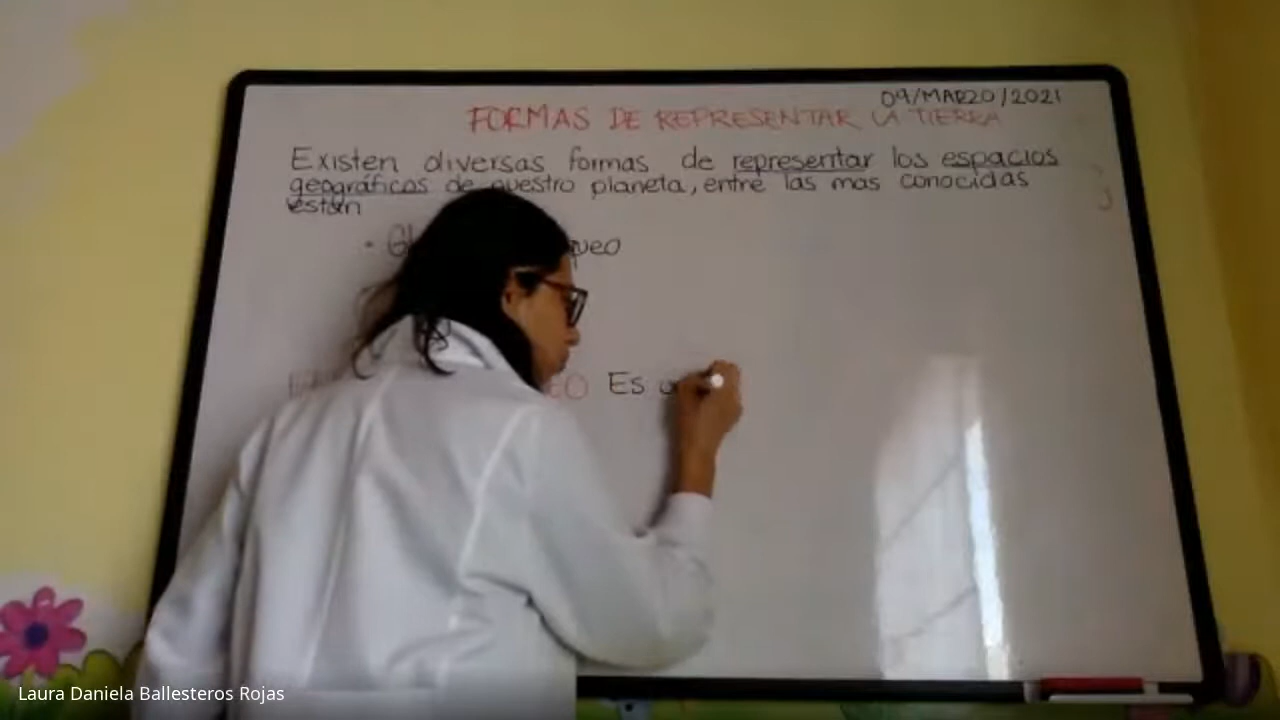 09/MARZO/2021
FORMAS DE REPRESENTAR LA TIERRA
Existen diversas formas de representar los espacios
geográficos de nuestro planeta, entre las mas conocidas
están
Es
Laura Daniela Ballesteros Rojas